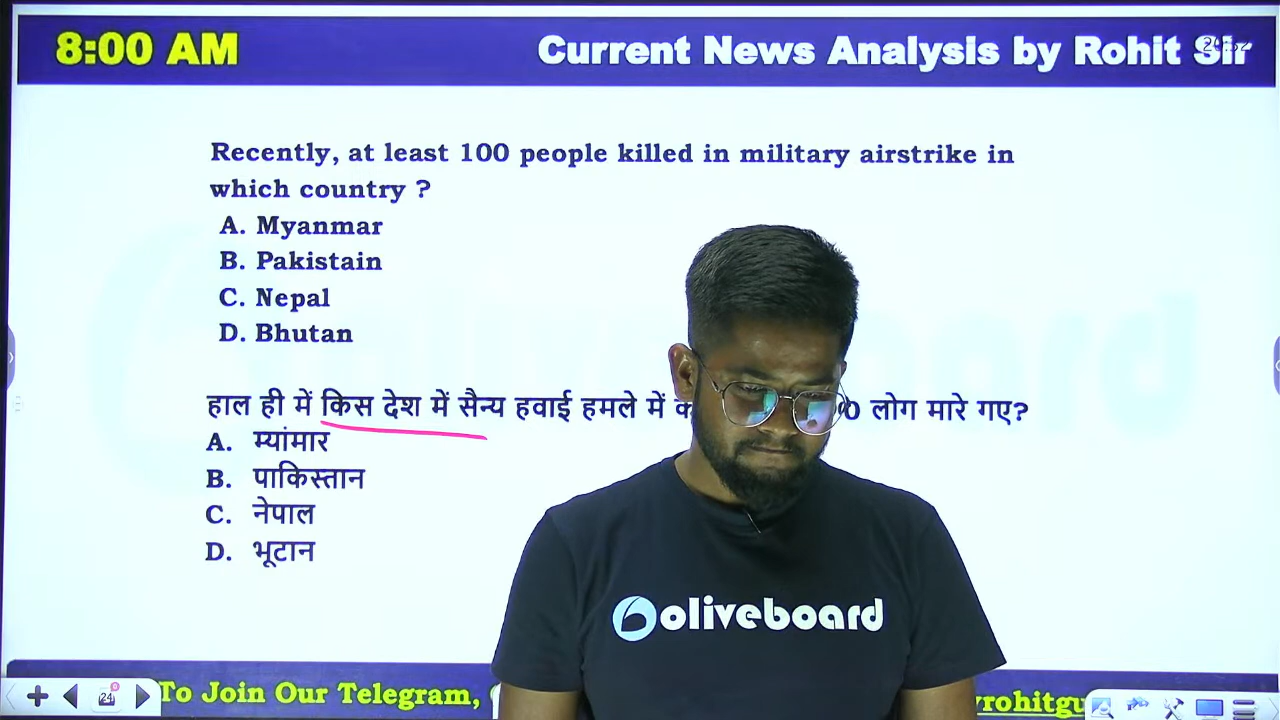 8:00 AM
Current News Analysis by Rohit Sir
Recently, at least 100 people killed in military airstrike in
which country ?
A. Myanmar
B. Pakistain
C. Nepal
D. Bhutan
हाल ही में किस देश में सैन्य हवाई हमले में लोग मारे गए?
A. म्यांमार
B. पाकिस्तान
C. नेपाल
D. भूटान
oliveboard
24
To Join Our Telegram,